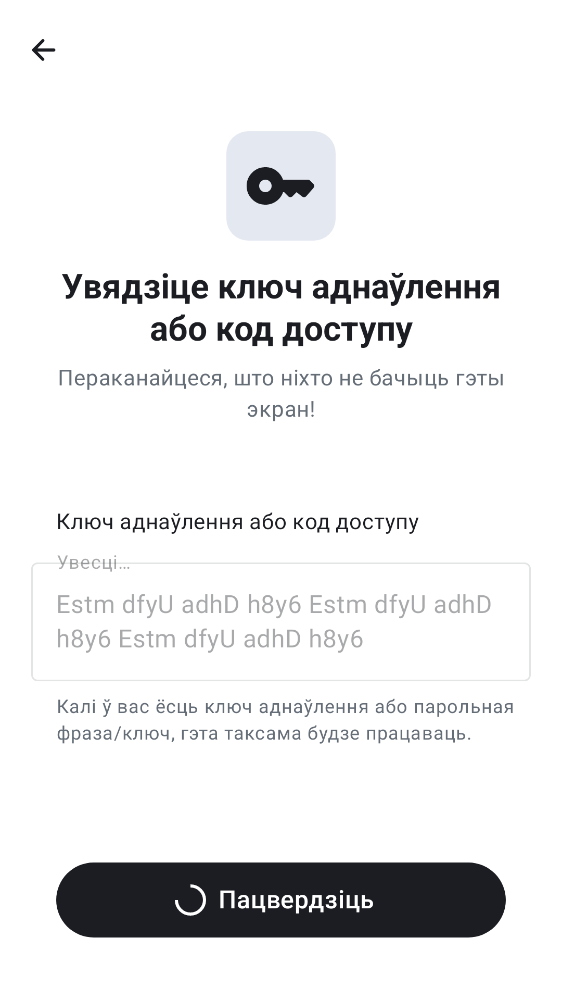 Увядзіце ключ аднаўлення
або код доступу
Пераканайцеся, што ніхто не бачыць гэты
экран!
Ключ аднаўлення або код доступу
Увесці…
Estm dfyU adhD h8y6 Estm dfyU adhD
h8y6 Estm dfyU adhD h8y6
Калі ў вас ёсць ключ аднаўлення або парольная
фраза/ключ, гэта таксама будзе працаваць.
Пацвердзіць